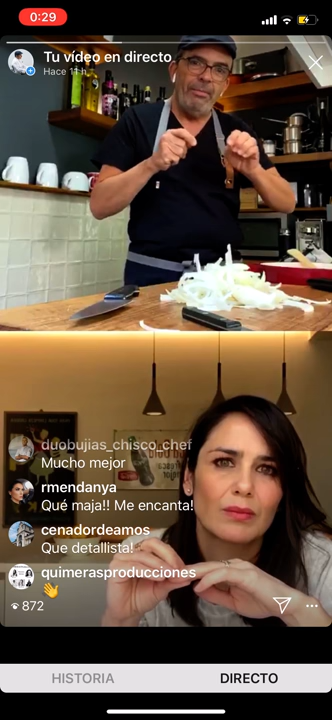 0:29
Tu vídeo en directo
Hace 11 h
duobujias_chisco_chef
Mucho mejor
rmendanya
Qué maja!! Me encanta!
cenadordeamos
Que detallista!
quimerasproducciones
👋
872
HISTORIA
DIRECTO